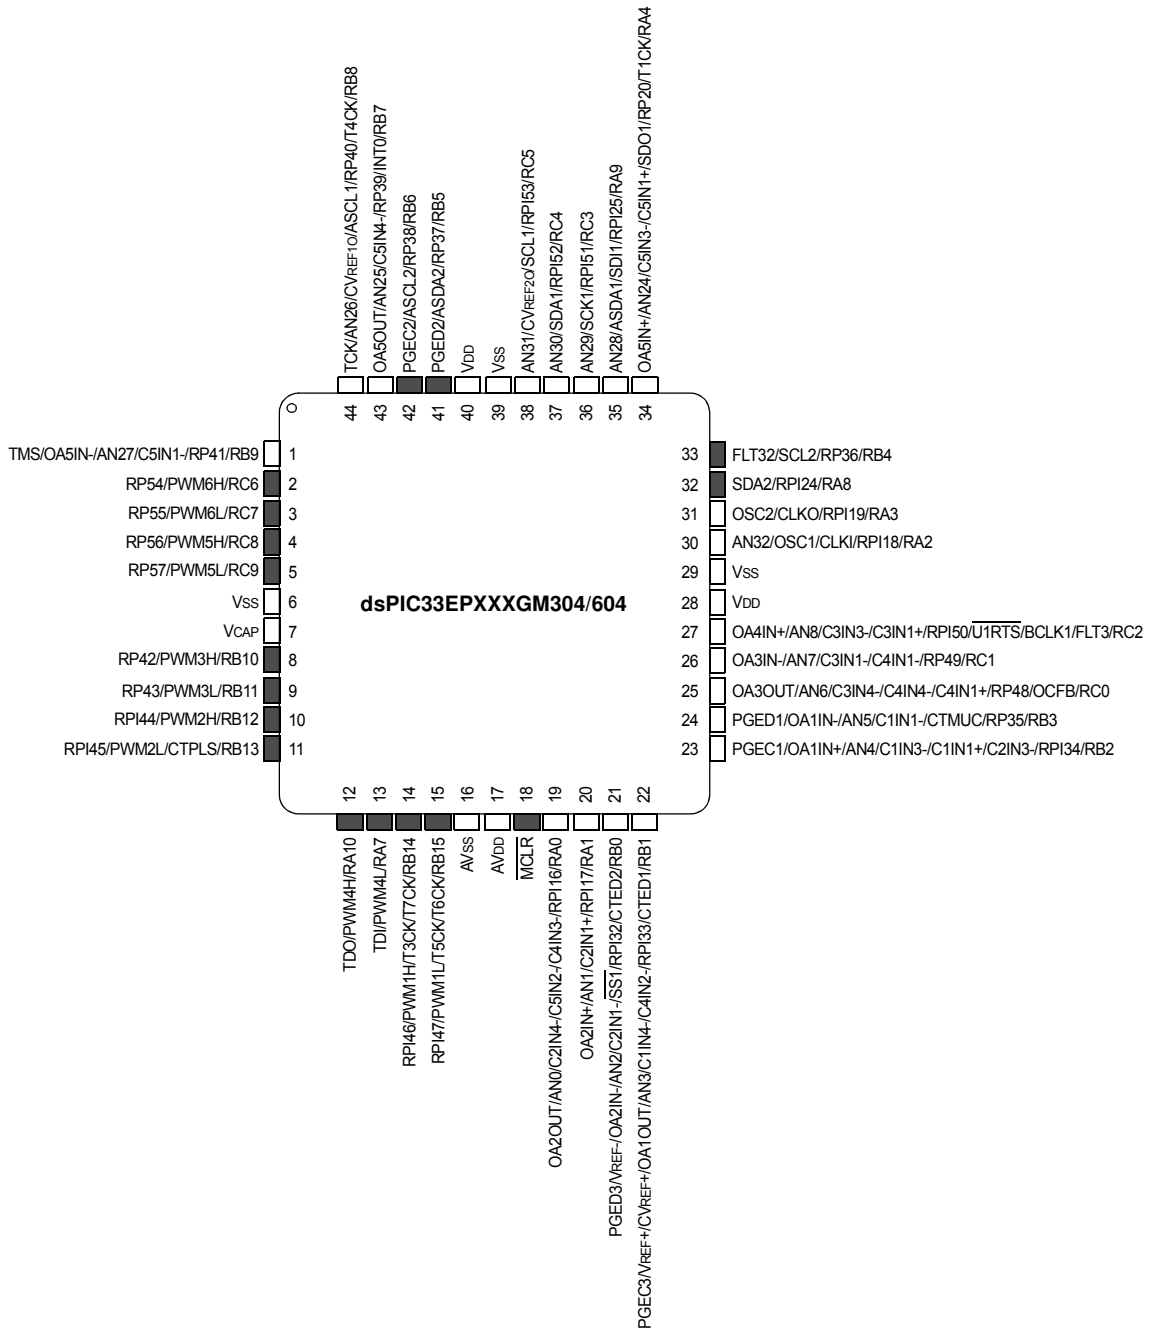 TCK/AN26/CVREF1O/ASCL1/RP40/T4CK/RB8
OA5OUT/AN25/C5IN4-/RP39/INT0/RB7
PGEC2/ASCL2/RP38/RB6
PGED2/ASDA2/RP37/RB5
VDD
VSS
AN31/CVREF2O/SCL1/RPI53/RC5
AN30/SDA1/RPI52/RC4
AN29/SCK1/RPI51/RC3
AN28/ASDA1/SDI1/RPI25/RA9
OA5IN+/AN24/C5IN3-/C5IN1+/SDO1/RP20/T1CK/RA4
44 43 42 41 40 39 38 37 36 35 34
TMS/OA5IN-/AN27/C5IN1-/RP41/RB9 1
RP54/PWM6H/RC6 2
RP55/PWM6L/RC7 3
RP56/PWM5H/RC8 4
RP57/PWM5L/RC9 5
VSS 6
VCAP 7
RP42/PWM3H/RB10 8
RP43/PWM3L/RB11 9
RPI44/PWM2H/RB12 10
RPI45/PWM2L/CTPLS/RB13 11
dsPIC33EPXXXGM304/604
33 FLT32/SCL2/RP36/RB4
32 SDA2/RPI24/RA8
31 OSC2/CLKO/RPI19/RA3
30 AN32/OSC1/CLKI/RPI18/RA2
29 VSS
28 VDD
27 OA4IN+/AN8/C3IN3-/C3IN1+/RPI50/U1RTS/BCLK1/FLT3/RC2
26 OA3IN-/AN7/C3IN1-/C4IN1-/RP49/RC1
25 OA3OUT/AN6/C3IN4-/C4IN4-/C4IN1+/RP48/OCFB/RC0
24 PGED1/OA1IN-/AN5/C1IN1-/CTMUC/RP35/RB3
23 PGEC1/OA1IN+/AN4/C1IN3-/C1IN1+/C2IN3-/RPI34/RB2
12 13 14 15 16 17 18 19 20 21 22
TDO/PWM4H/RA10
TDI/PWM4L/RA7
RPI46/PWM1H/T3CK/T7CK/RB14
RPI47/PWM1L/T5CK/T6CK/RB15
AVSS
AVDD
MCLR
OA2OUT/AN0/C2IN4-/C5IN2-/C4IN3-/RPI16/RA0
OA2IN+/AN1/C2IN1+/RPI17/RA1
PGED3/VREF-/OA2IN-/AN2/C2IN1-/SS1/RPI32/CTED2/RB0
PGEC3/VREF+/CVREF+/OA1OUT/AN3/C1IN4-/C4IN2-/RPI33/CTED1/RB1